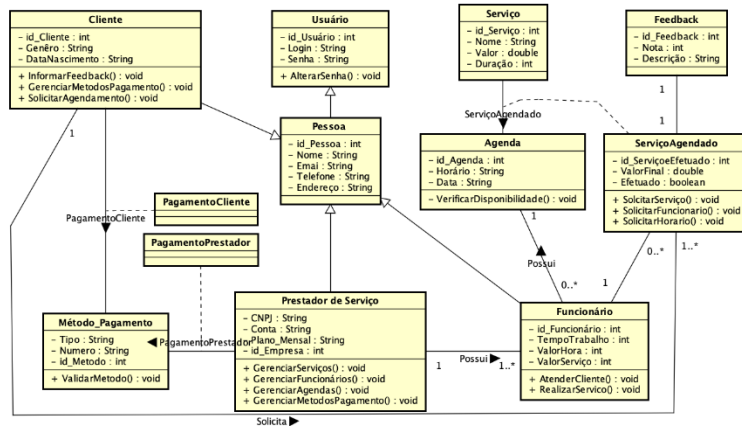 Cliente
- id_Cliente : int
- Genêro : String
- DataNascimento : String
+ InformarFeedback() : void
+ GerenciarMetodosPagamento() : void
+ SolicitarAgendamento() : void
Usuário
- id_Usuário : int
- Login : String
- Senha : String
+ AlterarSenha() : void
Serviço
- id_Serviço : int
- Nome : String
- Valor : double
- Duração : int
Feedback
- id_Feedback : int
- Nota : int
- Descrição : String
1
1
ServiçoAgendado
1
Pessoa
- id_Pessoa : int
- Nome : String
- Emai : String
- Telefone : String
- Endereço : String
Agenda
- id_Agenda : int
- Horário : String
- Data : String
- VerificarDisponibilidade() : void
ServiçoAgendado
- id_ServiçoeEfetuado : int
- ValorFinal : double
- Efetuado : boolean
+ SolcitarServiço() : void
+ SolicitarFuncionario() : void
+ SolicitarHorario() : void
PagamentoCliente
PagamentoCliente
PagamentoPrestador
1
Possui
0..*
0..*
1..*
1
Método_Pagamento
- Tipo : String
- Numero : String
- id_Metodo : int
+ ValidarMetodo() : void
PagamentoPrestador
Prestador de Serviço
- CNPJ : String
- Conta : String
- Plano_Mensal : String
- id_Empresa : int
+ GerenciarServiços() : void
+ GerenciarFuncionários() : void
+ GerenciarAgendas() : void
+ GerenciarMetodosPagamento() : void
Possui
1
1..*
Funcionário
- id_Funcionário : int
- TempoTrabalho : int
- ValorHora : int
- ValorServiço : int
+ AtenderCliente() : void
+ RealizarServico() : void
Solicita